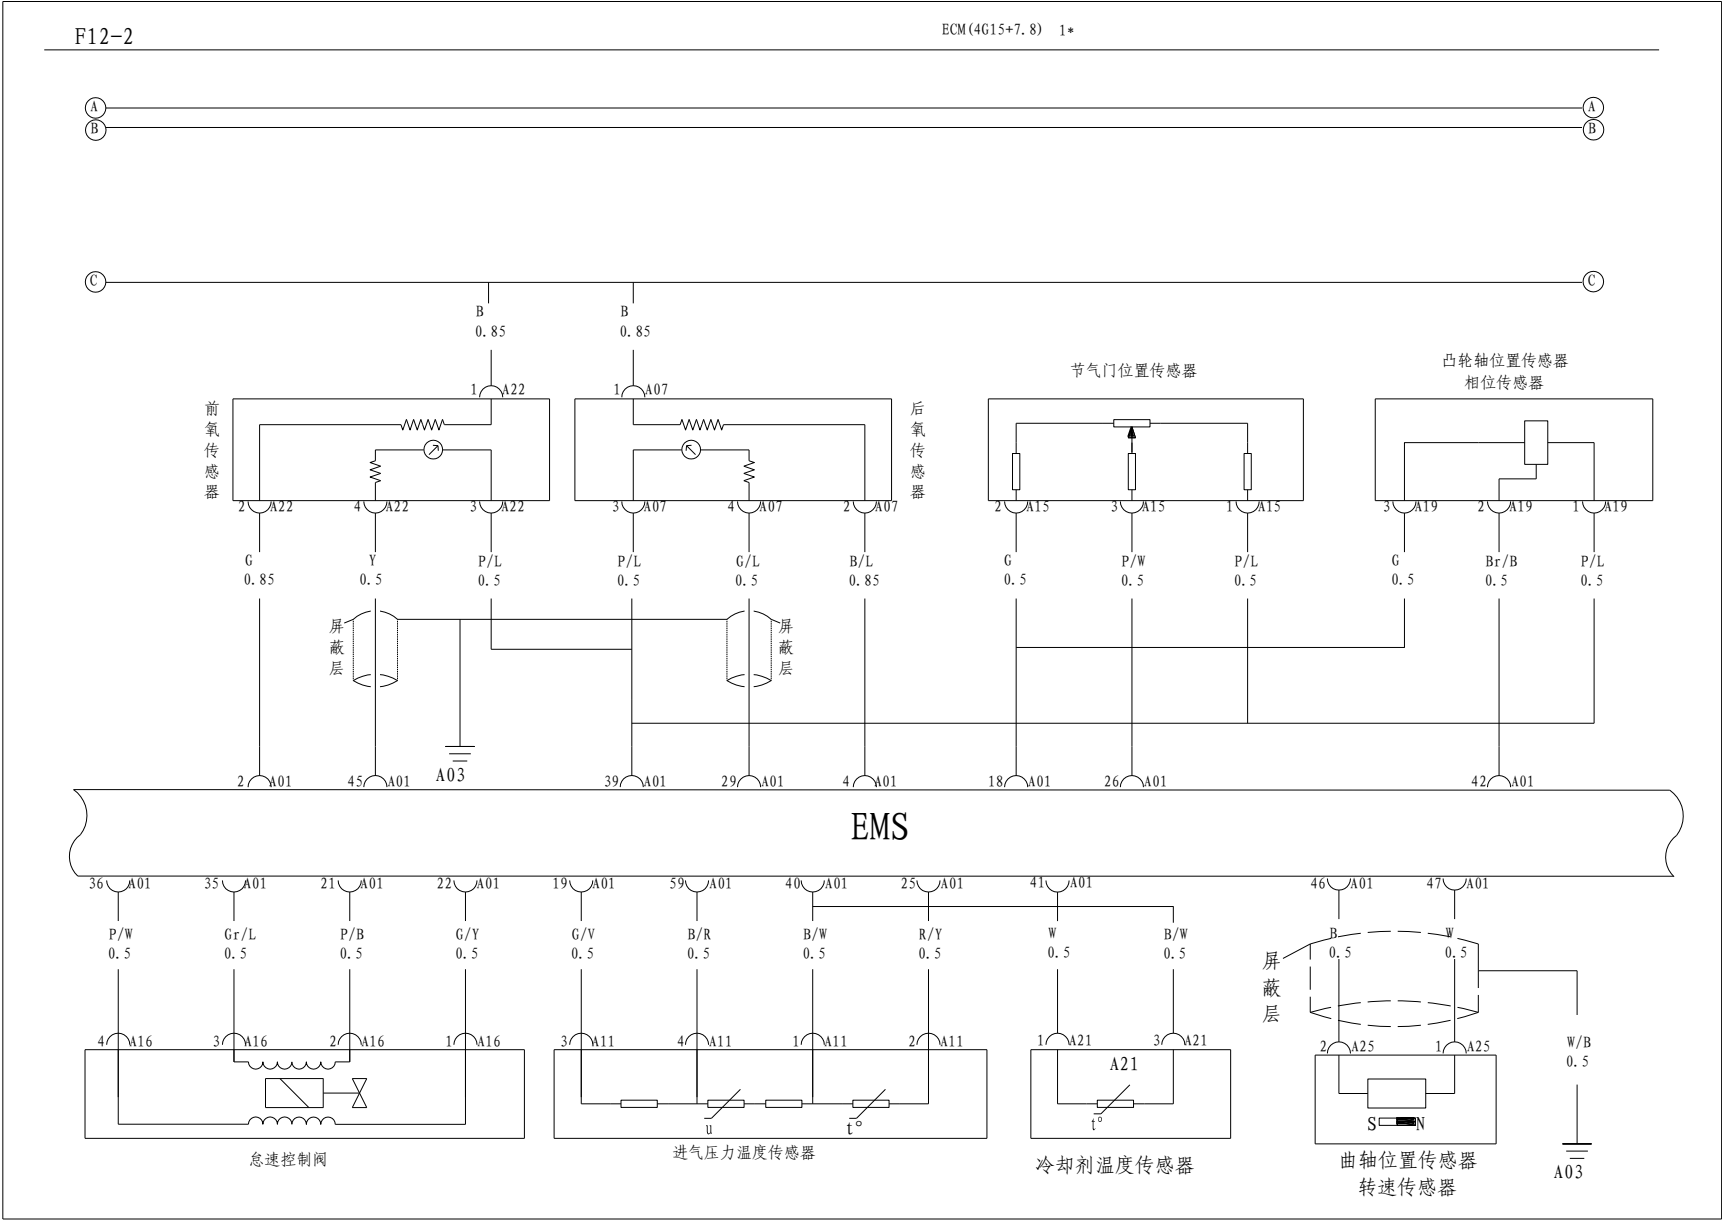 F12-2
ECM(4G15+7.8) 1*
A A
B B
C C
B B
0.85 0.85
节气门位置传感器
凸轮轴位置传感器
相位传感器
1 A22 1 A07
前氧传感器
后氧传感器
2 A22 4 A22 3 A22 3 A07 4 A07 2 A07 2 A15 3 A15 1 A15 3 A19 2 A19 1 A19
G Y P/L P/L G/L B/L G P/W P/L G Br/B P/L
0.85 0.5 0.5 0.5 0.5 0.85 0.5 0.5 0.5 0.5 0.5 0.5
屏蔽层
屏蔽层
A03
2 A01 45 A01 39 A01 29 A01 4 A01 18 A01 26 A01 42 A01
EMS
36 A01 35 A01 21 A01 22 A01 19 A01 59 A01 40 A01 25 A01 41 A01 46 A01 47 A01
P/W Gr/L P/B G/Y G/V B/R B/W R/Y W B/W B W
0.5 0.5 0.5 0.5 0.5 0.5 0.5 0.5 0.5 0.5 0.5 0.5
屏蔽层
4 A16 3 A16 2 A16 1 A16 3 A11 4 A11 1 A11 2 A11 1 A21 3 A21 2 A25 1 A25
W/B
0.5
A21
u t° t°
S N
怠速控制阀
进气压力温度传感器
冷却剂温度传感器
曲轴位置传感器
转速传感器
A03